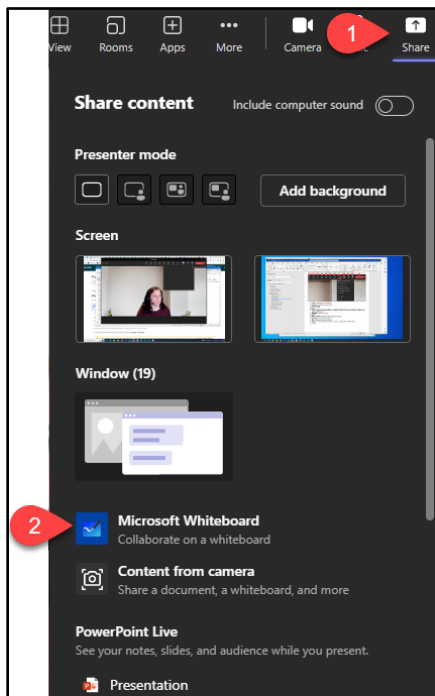 View Rooms Apps More Camera 1 Share
Share content Include computer sound
Presenter mode
Add background
Screen
Window (19)
2 Microsoft Whiteboard
Collaborate on a whiteboard
Content from camera
Share a document, a whiteboard, and more
PowerPoint Live
See your notes, slides, and audience while you present.
Presentation